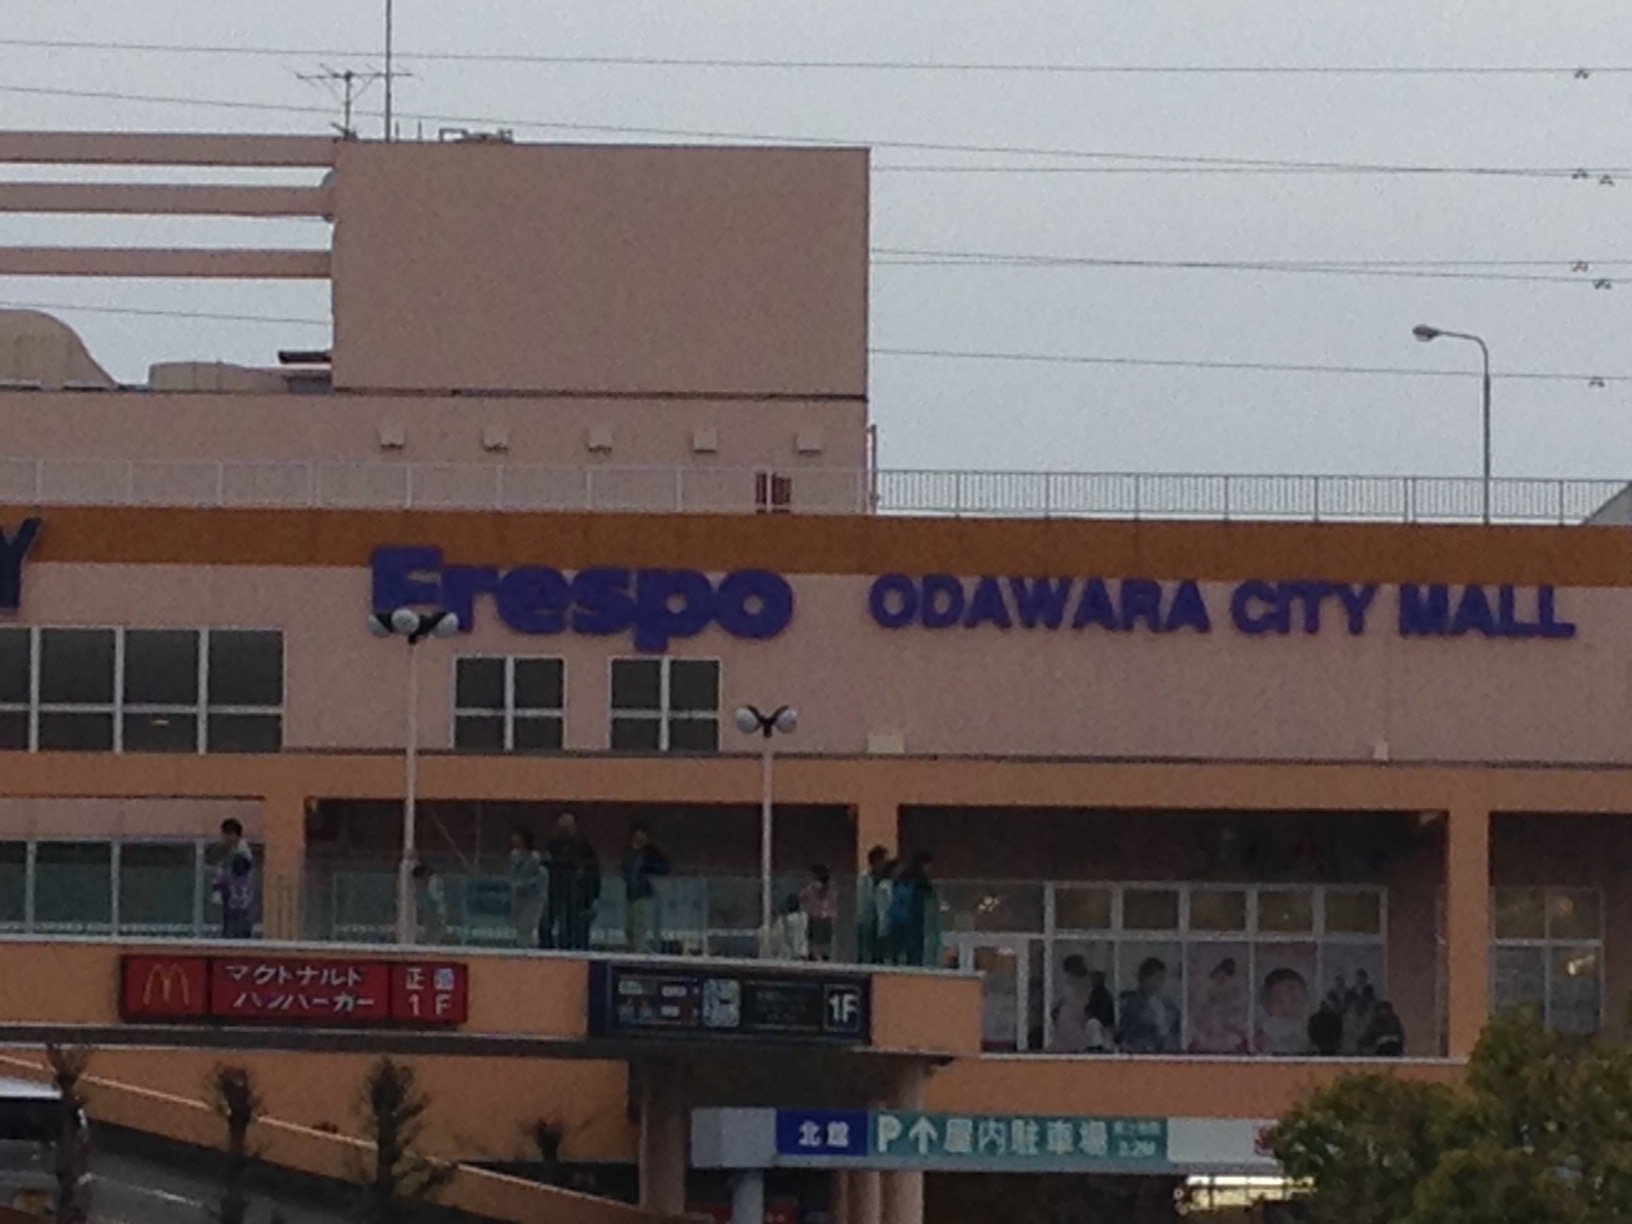 Y
Frespo
ODAWARA CITY MALL
マクドナルド
ハンバーガー
正面
1F
1F
北館
P↑屋内駐車場